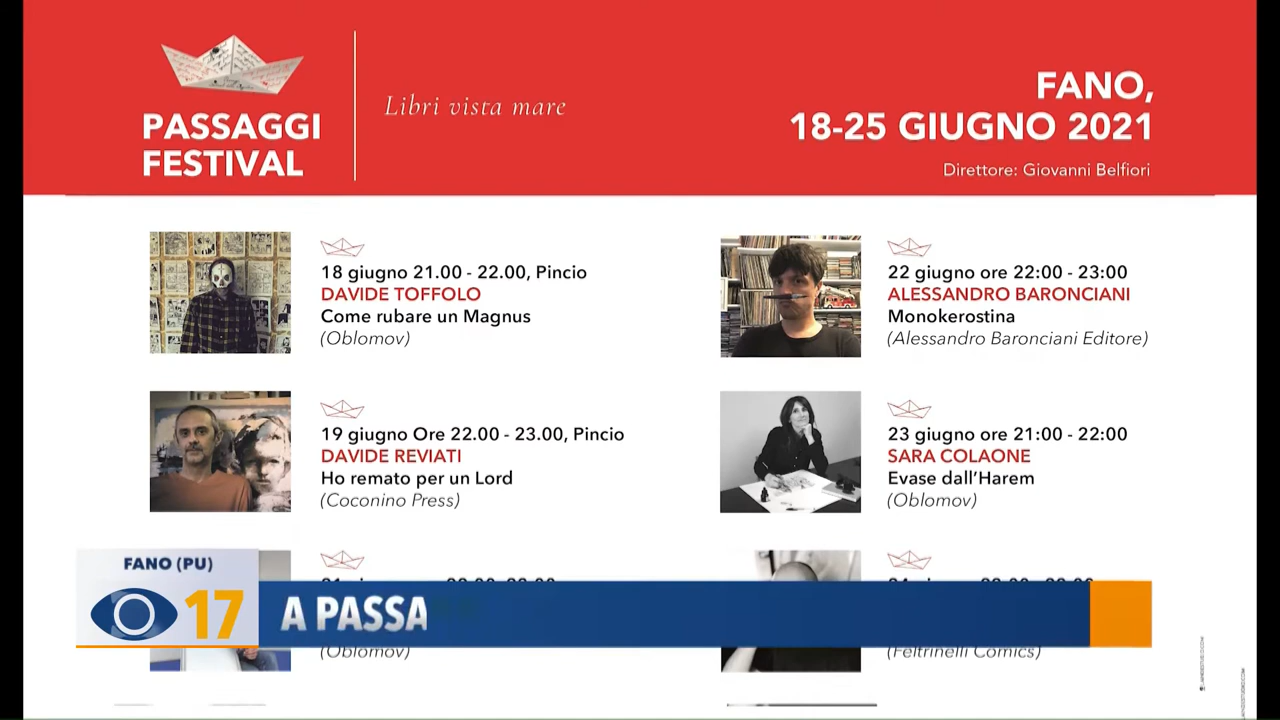 PASSAGGI
FESTIVAL
Libri vista mare
FANO,
18-25 GIUGNO 2021
Direttore: Giovanni Belfiori
18 giugno 21.00 - 22.00, Pincio
DAVIDE TOFFOLO
Come rubare un Magnus
(Oblomov)
22 giugno ore 22:00 - 23:00
ALESSANDRO BARONCIANI
Monokerostina
(Alessandro Baronciani Editore)
19 giugno Ore 22.00 - 23.00, Pincio
DAVIDE REVIATI
Ho remato per un Lord
(Coconino Press)
23 giugno ore 21:00 - 22:00
SARA COLAONE
Evase dall'Harem
(Oblomov)
FANO (PU)
17
A PASSA
(Oblomov)
(Feltrinelli Comics)